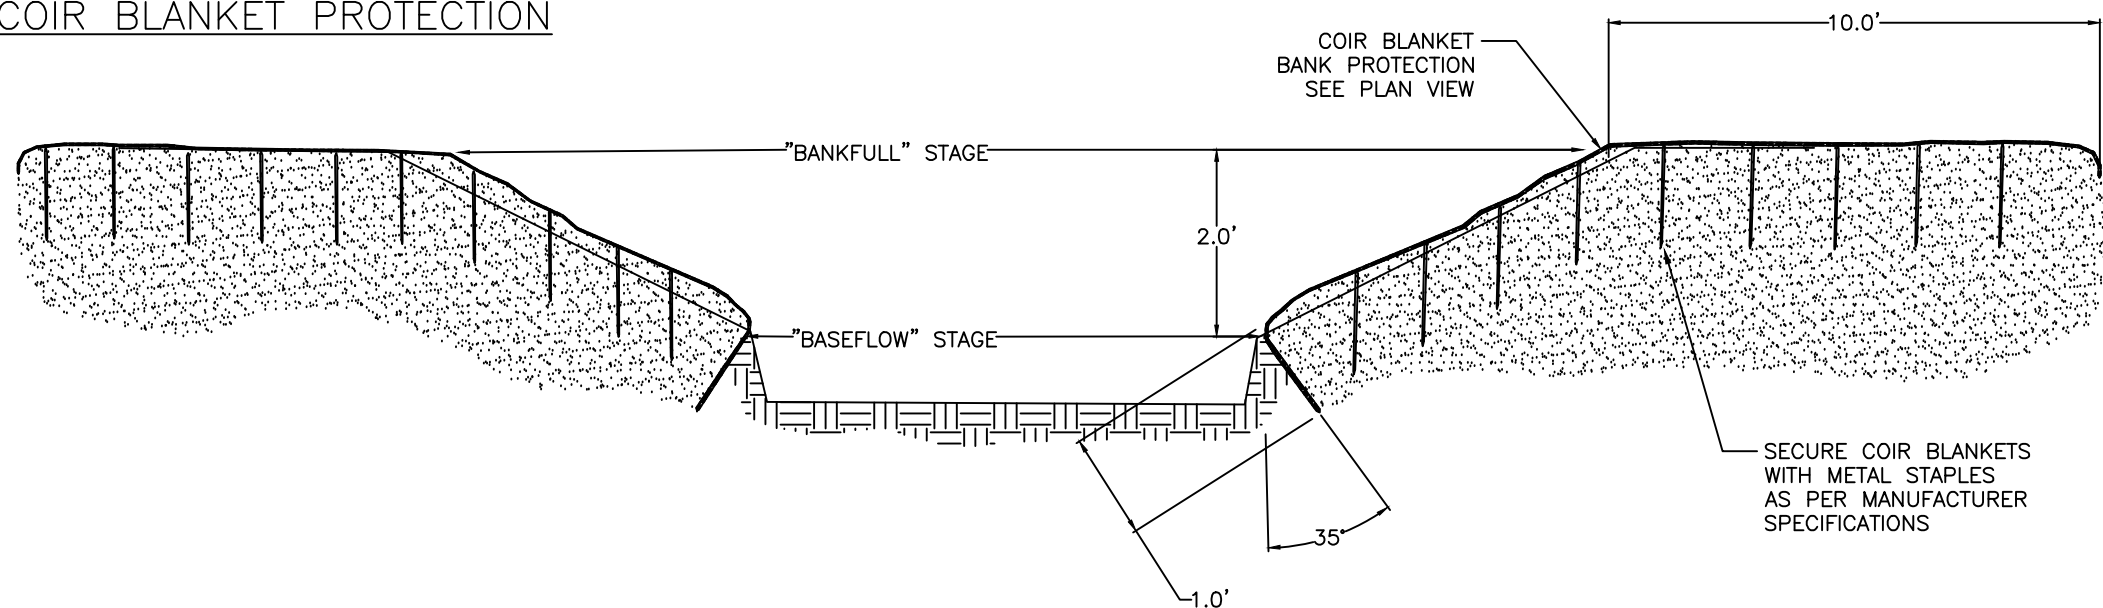 COIR BLANKET PROTECTION
10.0'
COIR BLANKET
BANK PROTECTION
SEE PLAN VIEW
"BANKFULL" STAGE
2.0'
"BASEFLOW" STAGE
SECURE COIR BLANKETS
WITH METAL STAPLES
AS PER MANUFACTURER
SPECIFICATIONS
35°
1.0'